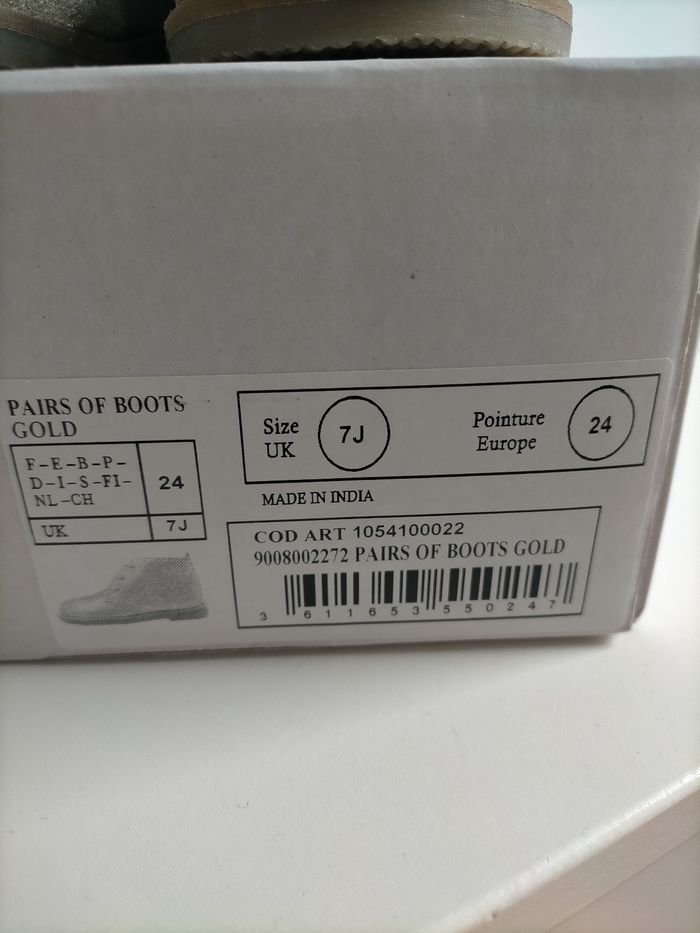 PAIRS OF BOOTS
GOLD
F-E-B-P-
D-I-S-FI-
NL-CH
24
UK
7J
Size
UK
7J
Pointure
Europe
24
MADE IN INDIA
COD ART 1054100022
9008002272 PAIRS OF BOOTS GOLD
3 611653 550247